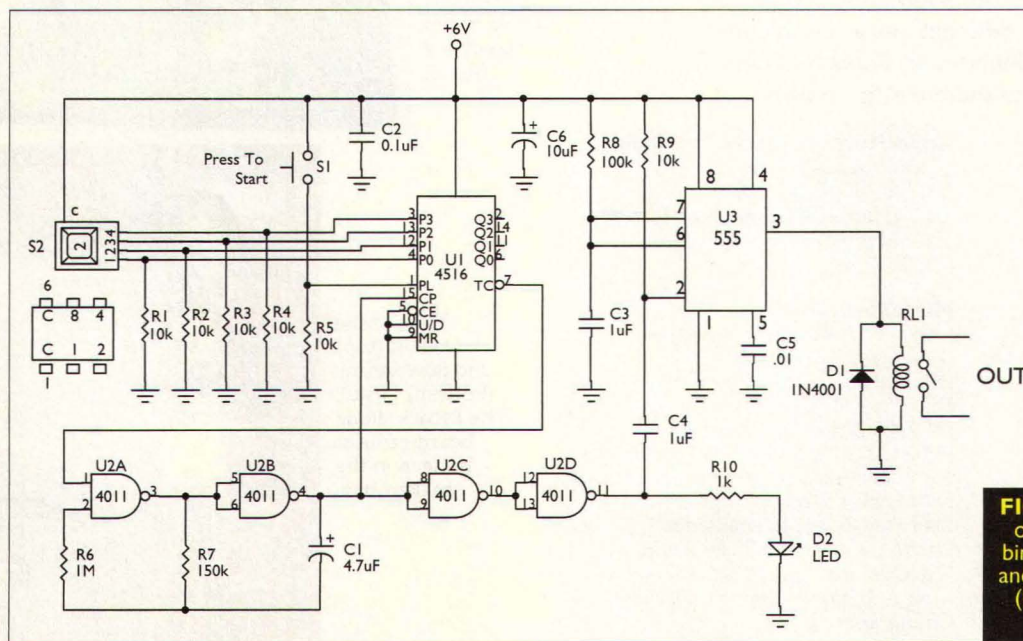 +6V
Press To
Start
S1
C2
0.1uF
C6
10uF
R8
100k
R9
10k
8
4
7
6
2
U3
555
3
1
5
C5
.01
C3
1uF
C4
1uF
RL1
D1
1N4001
OUT
S2
C
2
1234
3
13
12
4
1
15
5
10
9
P3
P2
P1
P0
PL
CP
CE
U/D
MR
U1
4516
Q3
Q2
Q1
Q0
TC
2
14
11
6
7
6
C 8 4
C 1 2
1
R1
10k
R2
10k
R3
10k
R4
10k
R5
10k
U2A
1
2
4011
3
U2B
5
6
4011
4
U2C
8
9
4011
10
U2D
12
13
4011
11
R6
1M
R7
150k
C1
4.7uF
R10
1k
D2
LED
FI
o
bin
and
(